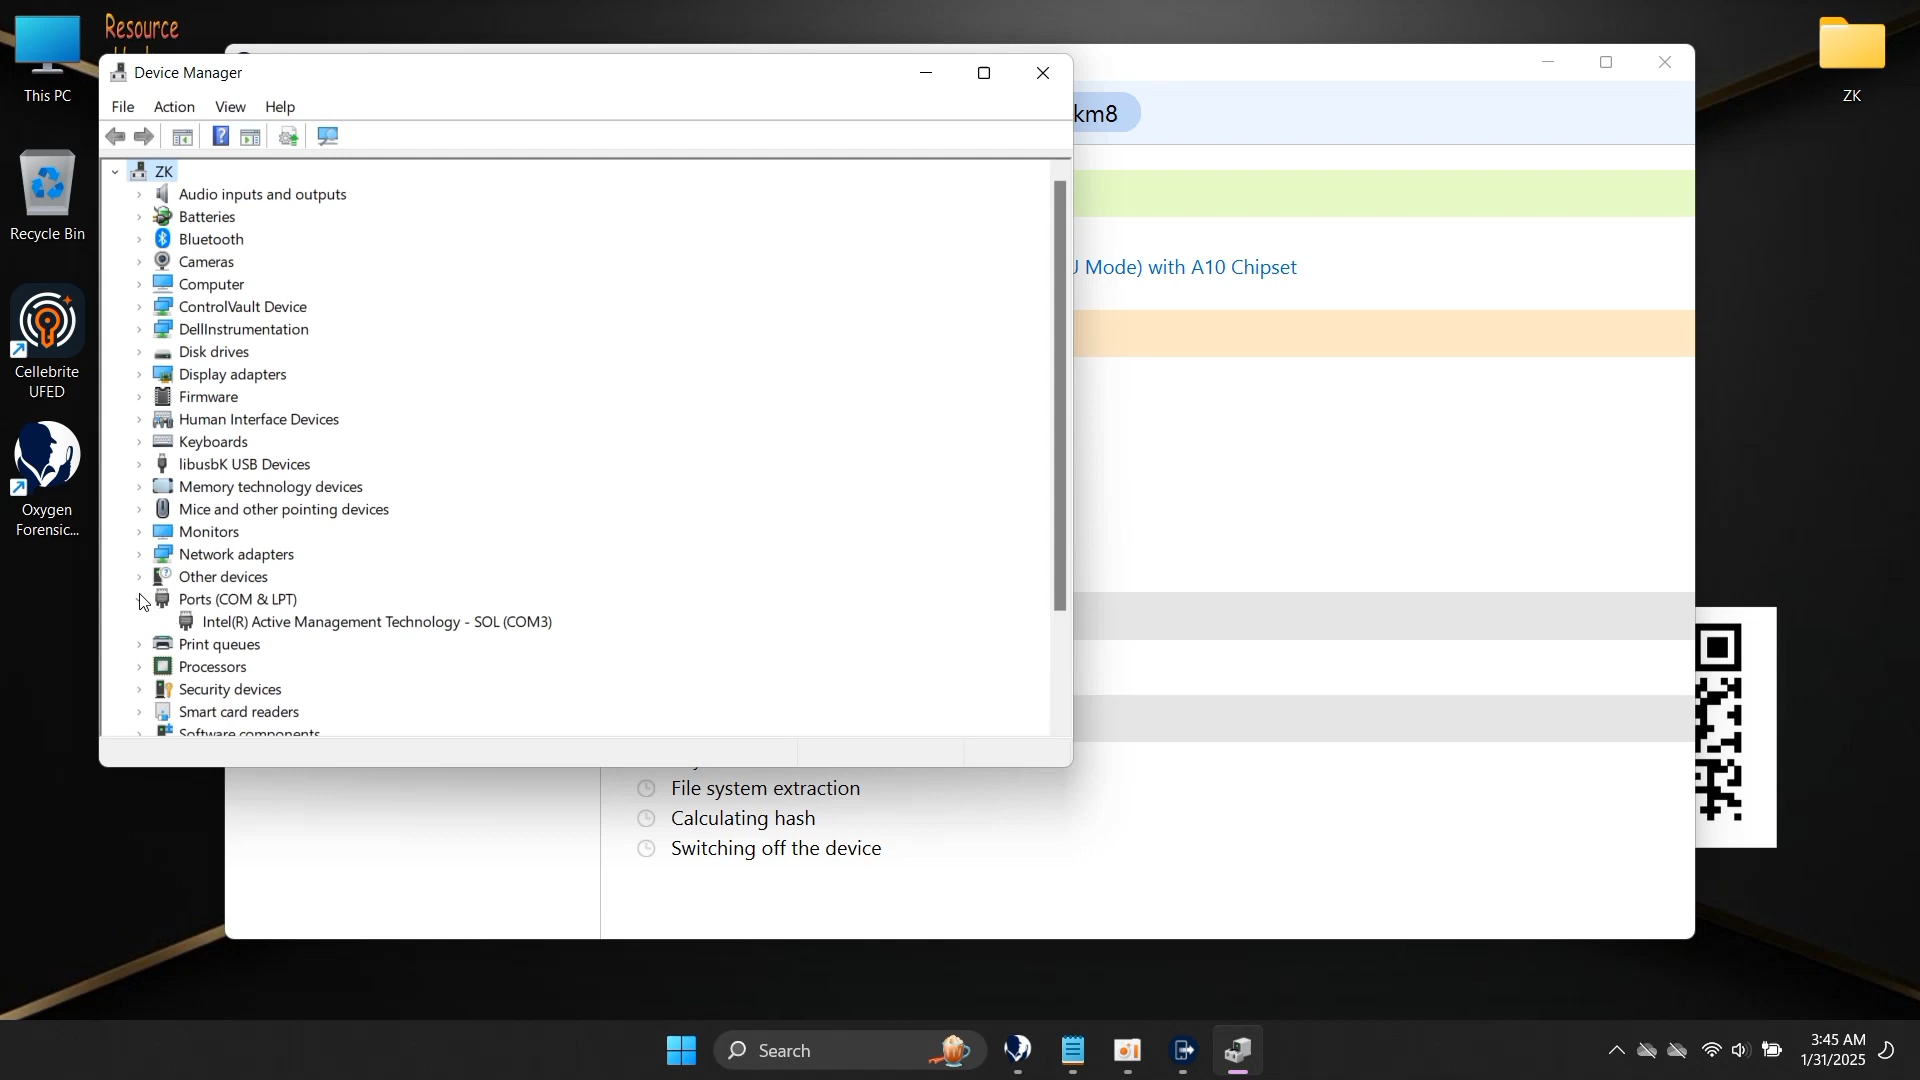 Resource
This PC
Recycle Bin
Cellebrite
UFED
Oxygen
Forensic...
Device Manager
File Action View Help
ZK
Audio inputs and outputs
Batteries
Bluetooth
Cameras
Computer
ControlVault Device
DellInstrumentation
Disk drives
Display adapters
Firmware
Human Interface Devices
Keyboards
libusbK USB Devices
Memory technology devices
Mice and other pointing devices
Monitors
Network adapters
Other devices
Ports (COM & LPT)
Intel(R) Active Management Technology - SOL (COM3)
Print queues
Processors
Security devices
Smart card readers
Software components
km8
Mode) with A10 Chipset
File system extraction
Calculating hash
Switching off the device
ZK
Search
3:45 AM
1/31/2025